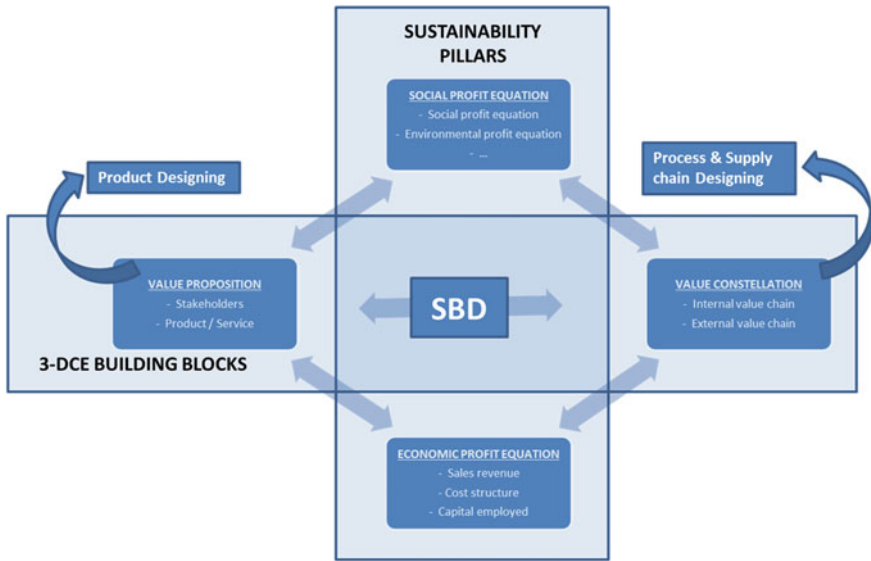 SUSTAINABILITY
PILLARS
SOCIAL PROFIT EQUATION
- Social profit equation
- Environmental profit equation
- ...
Product Designing
Process & Supply
chain Designing
VALUE PROPOSITION
- Stakeholders
- Product / Service
SBD
VALUE CONSTELLATION
- Internal value chain
- External value chain
3-DCE BUILDING BLOCKS
ECONOMIC PROFIT EQUATION
- Sales revenue
- Cost structure
- Capital employed